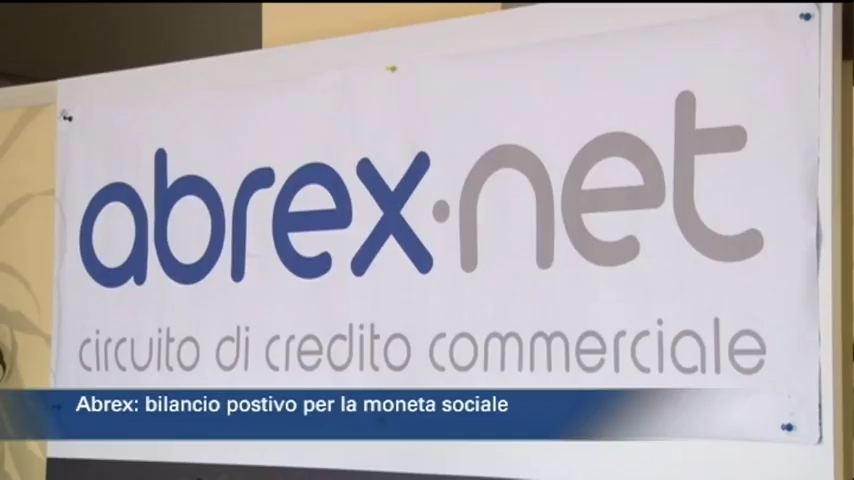 abrex.net
circuito di credito commerciale
Abrex: bilancio postivo per la moneta sociale